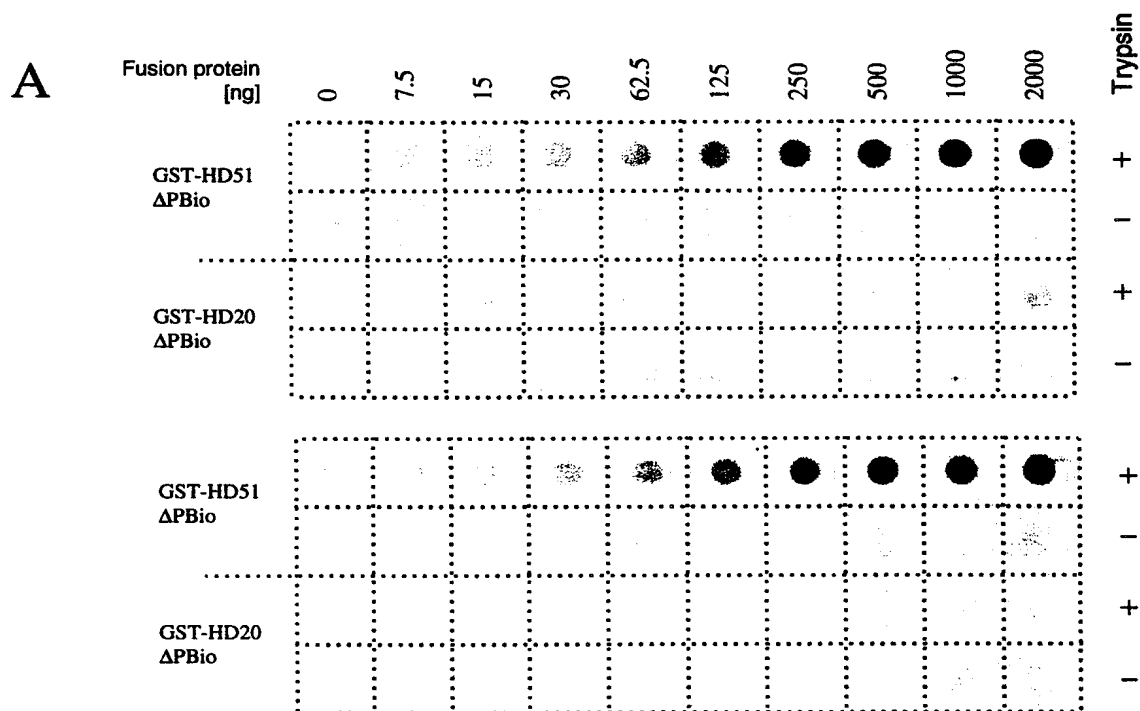 A
Fusion protein
[ng]
0 7.5 15 30 62.5 125 250 500 1000 2000
Trypsin
GST-HD51
ΔPBio
+
−
GST-HD20
ΔPBio
+
−
GST-HD51
ΔPBio
+
−
GST-HD20
ΔPBio
+
−